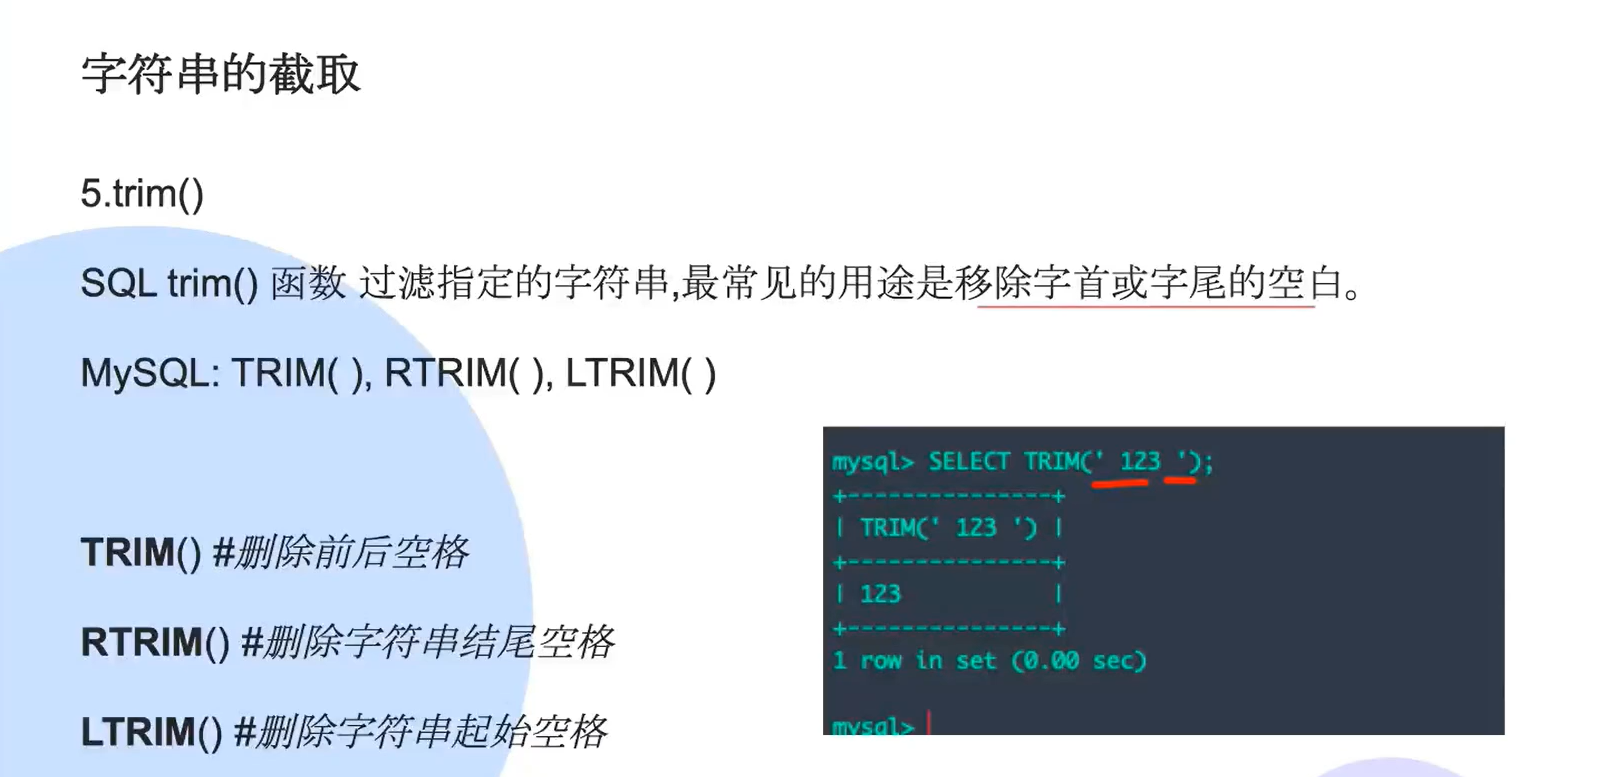 字符串的截取
5.trim()
SQL trim() 函数 过滤指定的字符串,最常见的用途是移除字首或字尾的空白。
MySQL: TRIM( ), RTRIM( ), LTRIM( )
TRIM() #删除前后空格
RTRIM() #删除字符串结尾空格
LTRIM() #删除字符串起始空格
mysql> SELECT TRIM(' 123 ');
+---------------+
| TRIM(' 123 ') |
+---------------+
| 123           |
+---------------+
1 row in set (0.00 sec)
mysql>